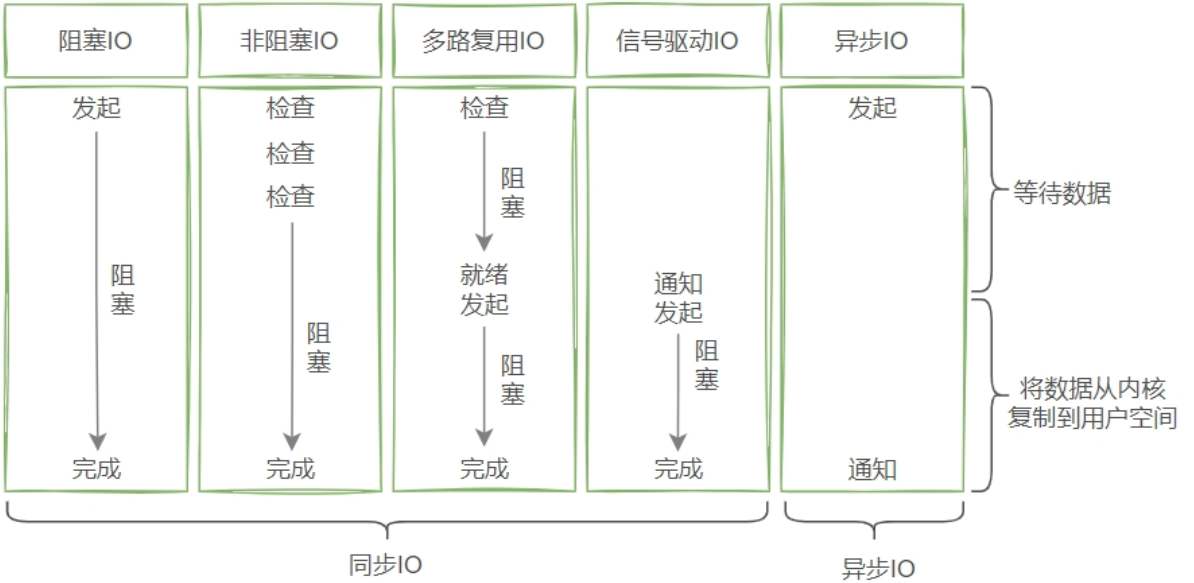 阻塞IO
非阻塞IO
多路复用IO
信号驱动IO
异步IO
发起
阻
塞
完成
检查
检查
检查
阻
塞
完成
检查
阻
塞
就绪
发起
阻
塞
完成
通知
发起
阻
塞
完成
发起
通知
等待数据
将数据从内核
复制到用户空间
同步IO
异步IO